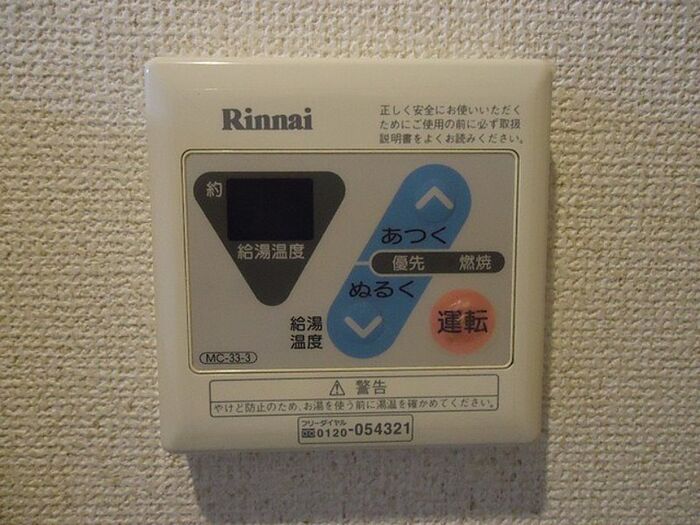 Rinnai
正しく安全にお使いいただく
ためにご使用の前に必ず取扱
説明書をよくお読みください。
約
給湯温度
あつく
優先 燃焼
ぬるく
給湯
温度
運転
MC-33-3
⚠ 警告
やけど防止のため、お湯を使う前に湯温を確かめてください。
フリーダイヤル
0120-054321